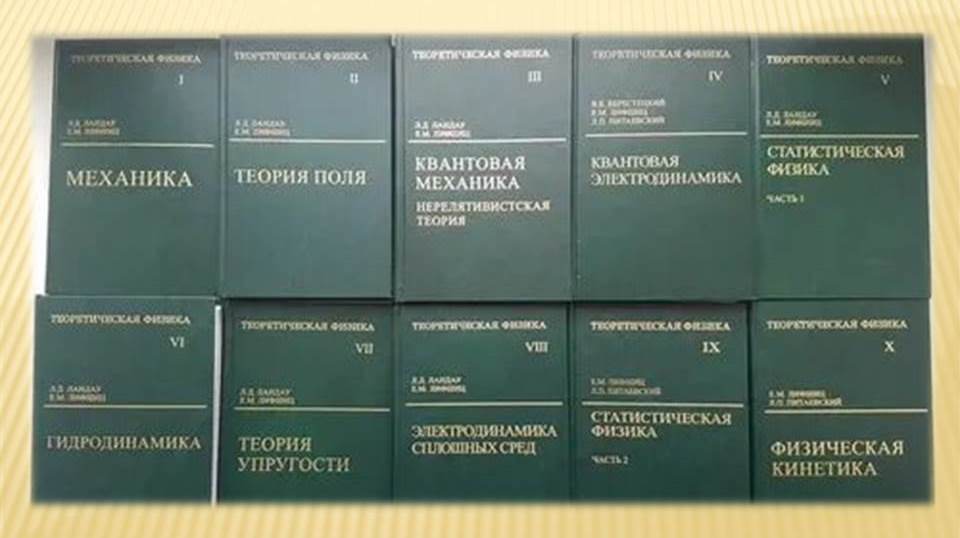 ТЕОРЕТИЧЕСКАЯ ФИЗИКА
I
Л.Д. ЛАНДАУ
Е.М. ЛИФШИЦ
МЕХАНИКА
ТЕОРЕТИЧЕСКАЯ ФИЗИКА
II
Л.Д. ЛАНДАУ
Е.М. ЛИФШИЦ
ТЕОРИЯ ПОЛЯ
ТЕОРЕТИЧЕСКАЯ ФИЗИКА
III
Л.Д. ЛАНДАУ
Е.М. ЛИФШИЦ
КВАНТОВАЯ
МЕХАНИКА
НЕРЕЛЯТИВИСТСКАЯ
ТЕОРИЯ
ТЕОРЕТИЧЕСКАЯ ФИЗИКА
IV
В.Б. БЕРЕСТЕЦКИЙ
Е.М. ЛИФШИЦ
Л.П. ПИТАЕВСКИЙ
КВАНТОВАЯ
ЭЛЕКТРОДИНАМИКА
ТЕОРЕТИЧЕСКАЯ ФИЗИКА
V
Л.Д. ЛАНДАУ
Е.М. ЛИФШИЦ
СТАТИСТИЧЕСКАЯ
ФИЗИКА
ЧАСТЬ 1
ТЕОРЕТИЧЕСКАЯ ФИЗИКА
VI
Л.Д. ЛАНДАУ
Е.М. ЛИФШИЦ
ГИДРОДИНАМИКА
ТЕОРЕТИЧЕСКАЯ ФИЗИКА
VII
Л.Д. ЛАНДАУ
Е.М. ЛИФШИЦ
ТЕОРИЯ
УПРУГОСТИ
ТЕОРЕТИЧЕСКАЯ ФИЗИКА
VIII
Л.Д. ЛАНДАУ
Е.М. ЛИФШИЦ
ЭЛЕКТРОДИНАМИКА
СПЛОШНЫХ СРЕД
ТЕОРЕТИЧЕСКАЯ ФИЗИКА
IX
Е.М. ЛИФШИЦ
Л.П. ПИТАЕВСКИЙ
СТАТИСТИЧЕСКАЯ
ФИЗИКА
ЧАСТЬ 2
ТЕОРЕТИЧЕСКАЯ ФИЗИКА
X
Е.М. ЛИФШИЦ
Л.П. ПИТАЕВСКИЙ
ФИЗИЧЕСКАЯ
КИНЕТИКА